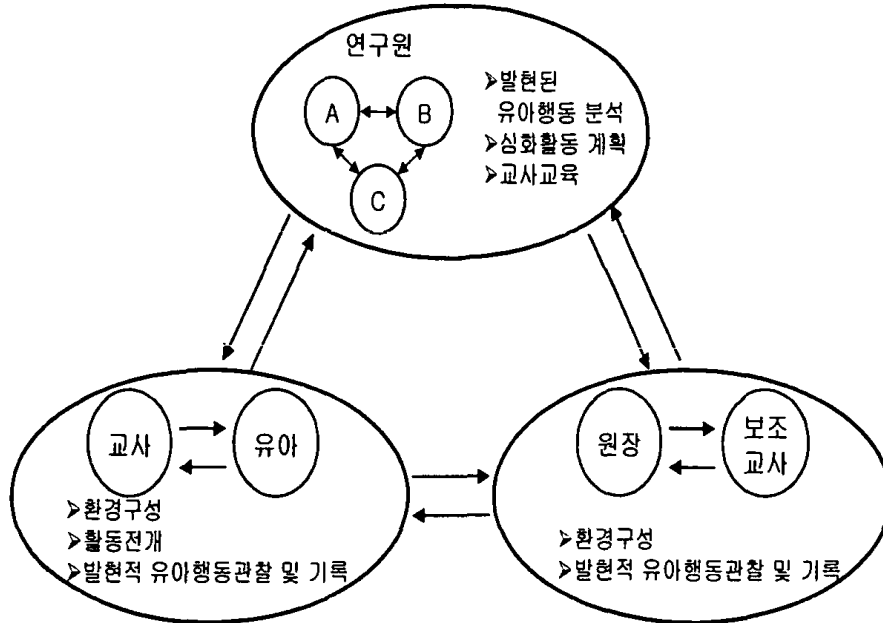 연구원
A
B
C
➢발현된
유아행동 분석
➢심화활동 계획
➢교사교육
교사
유아
➢환경구성
➢활동전개
➢발현적 유아행동관찰 및 기록
원장
보조
교사
➢환경구성
➢발현적 유아행동관찰 및 기록